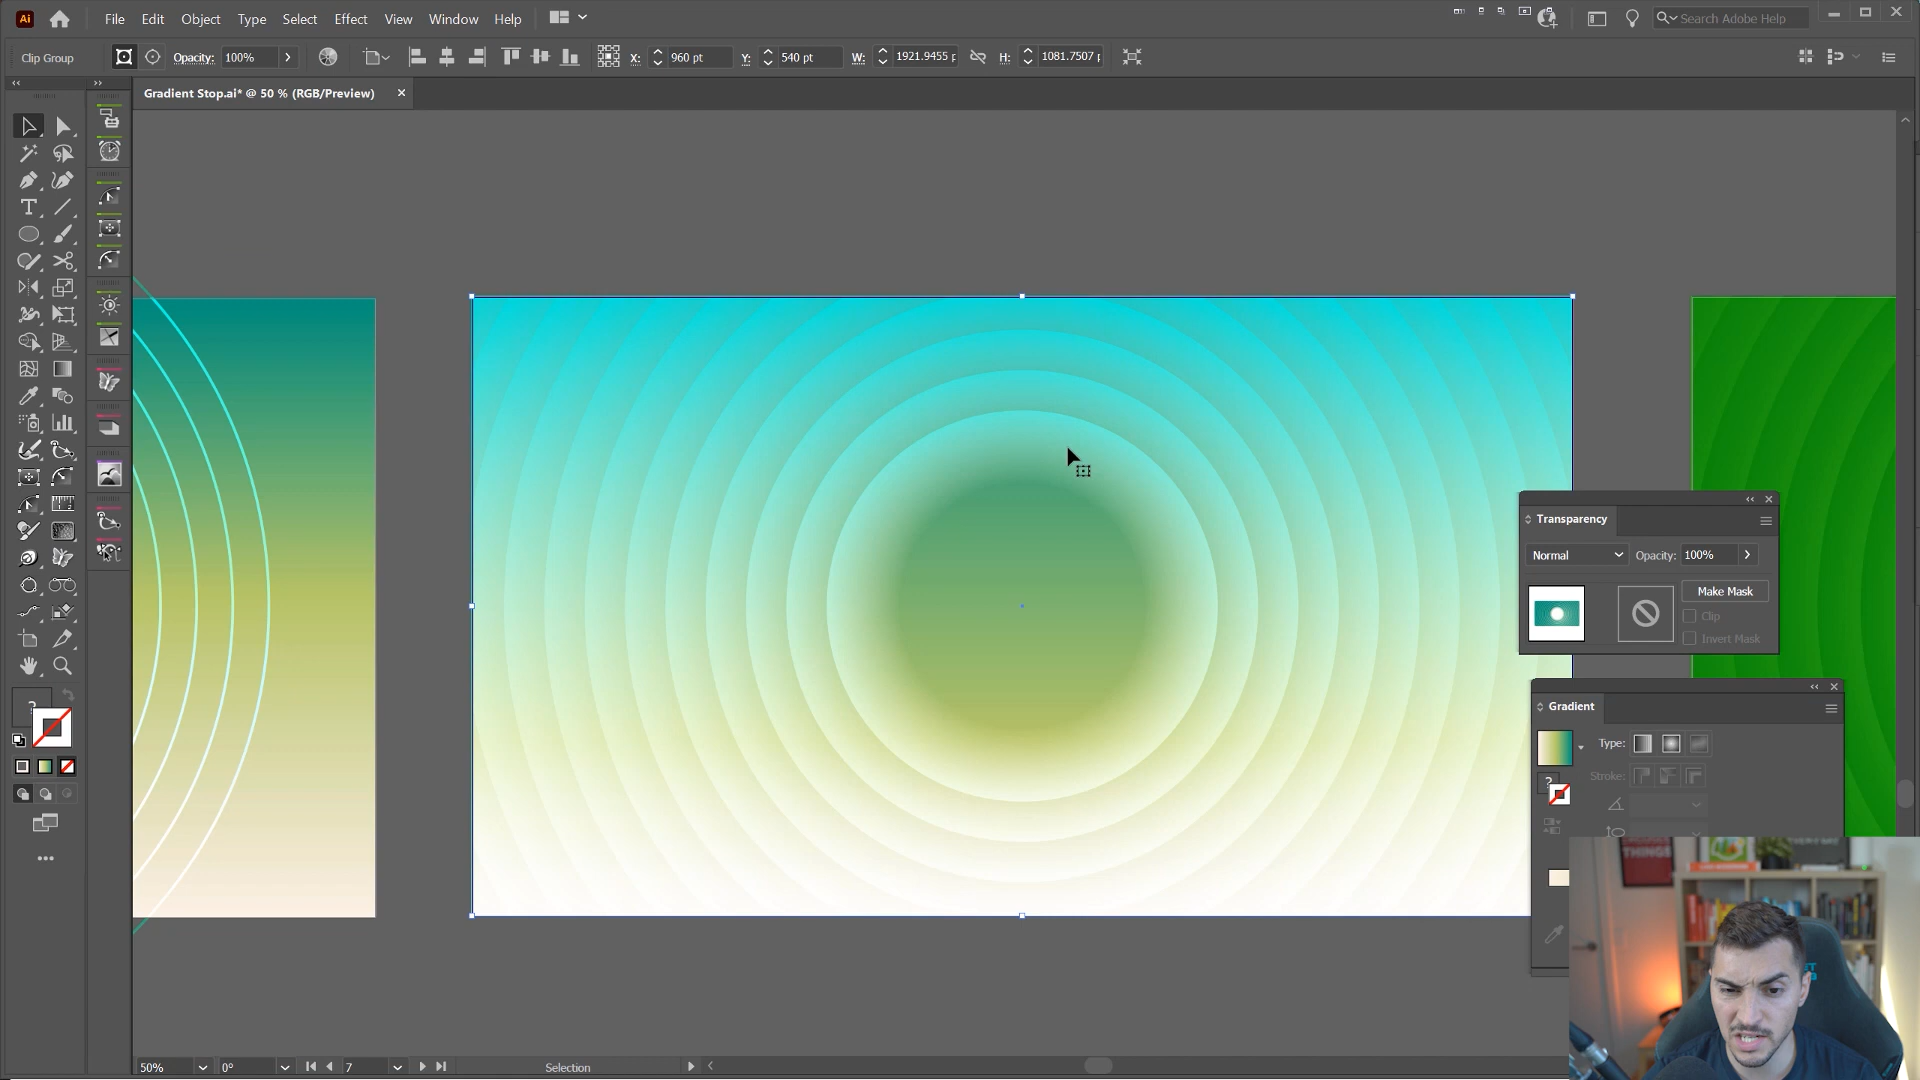 Ai File Edit Object Type Select Effect View Window Help Search Adobe Help
Clip Group Opacity: 100% X: 960 pt Y: 540 pt W: 1921.9455 p H: 1081.7507 p
Gradient Stop.ai* @ 50 % (RGB/Preview)
Transparency
Normal Opacity: 100%
Make Mask
Clip
Invert Mask
Gradient
Type:
Stroke:
?
?
THINGS
50% 0° 7 Selection